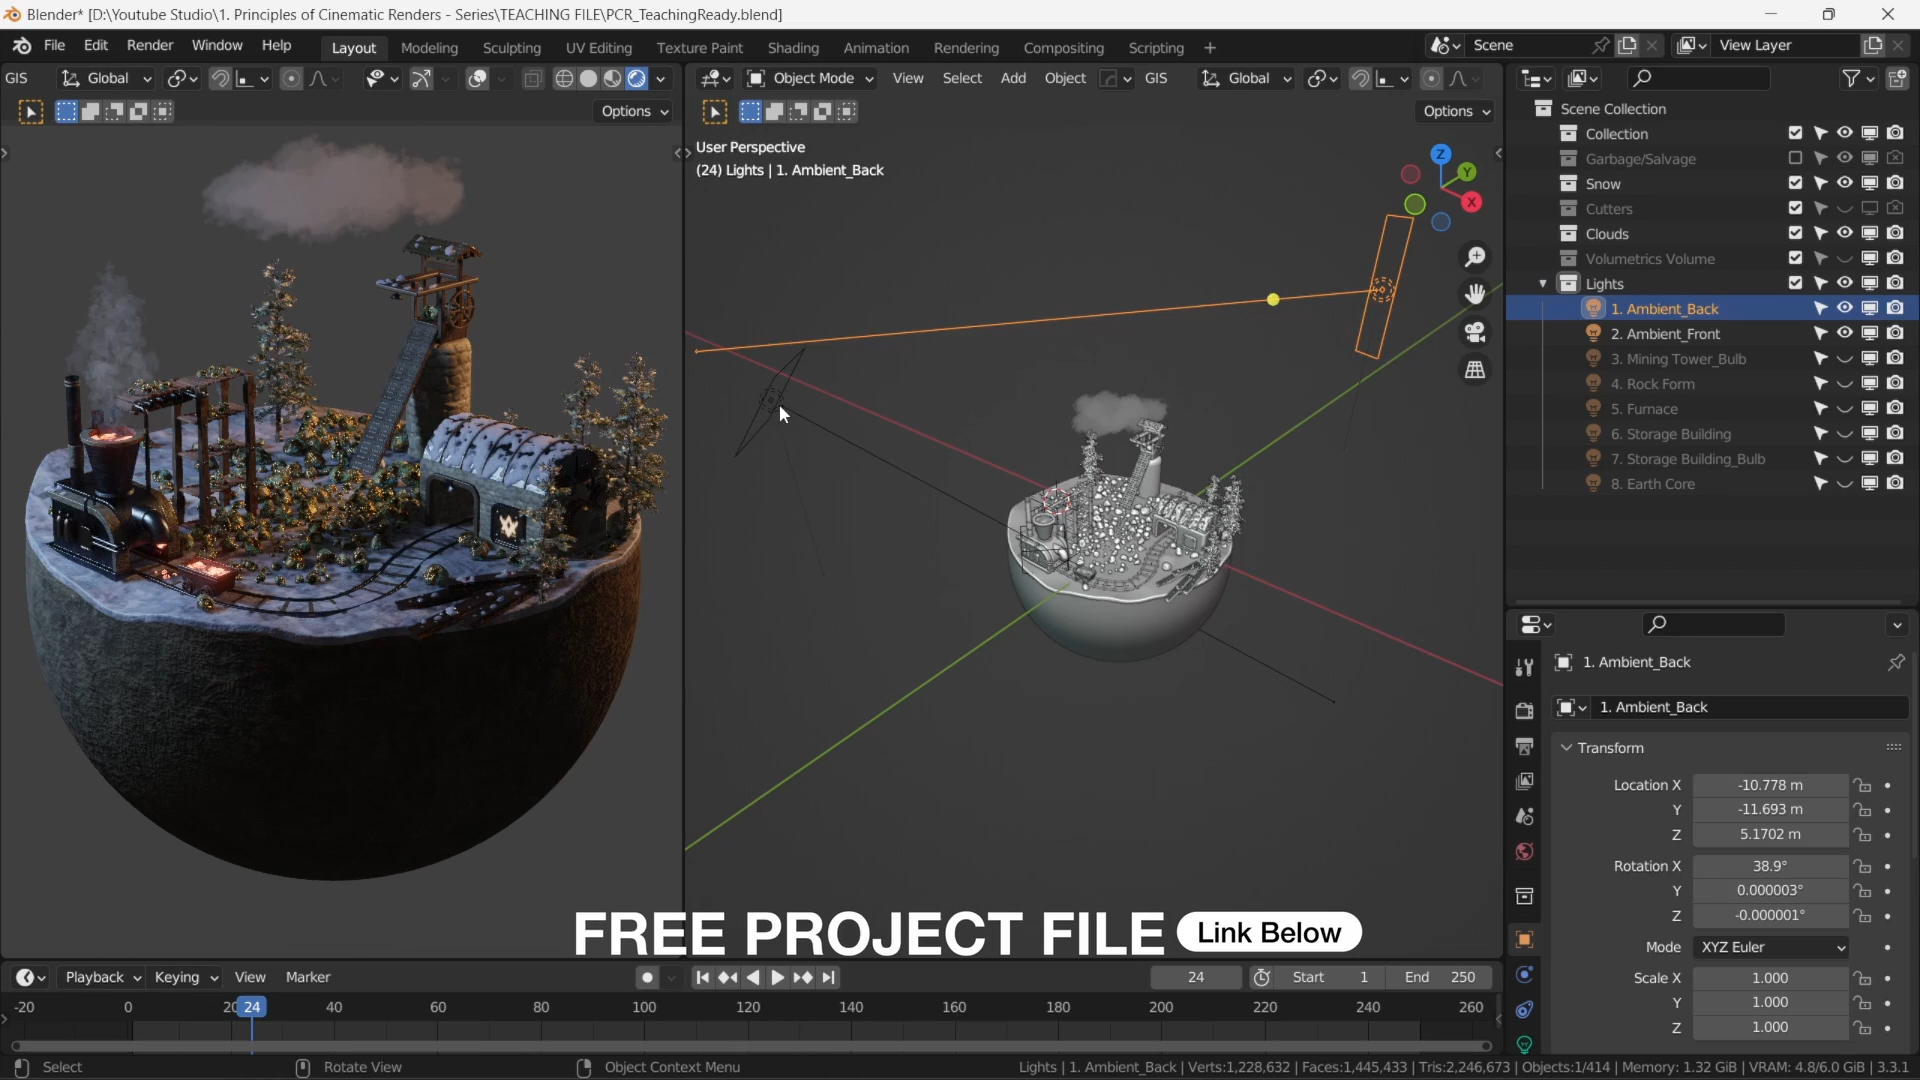 Blender* [D:\Youtube Studio\1. Principles of Cinematic Renders - Series\TEACHING FILE\PCR_TeachingReady.blend]
File Edit Render Window Help
Layout Modeling Sculpting UV Editing Texture Paint Shading Animation Rendering Compositing Scripting +
Scene
View Layer
GIS Global
Object Mode View Select Add Object GIS Global
Options
Options
User Perspective
(24) Lights | 1. Ambient_Back
Z
Y
X
Scene Collection
Collection
Garbage/Salvage
Snow
Cutters
Clouds
Volumetrics Volume
Lights
1. Ambient_Back
2. Ambient_Front
3. Mining Tower_Bulb
4. Rock Form
5. Furnace
6. Storage Building
7. Storage Building_Bulb
8. Earth Core
1. Ambient_Back
1. Ambient_Back
Transform
Location X -10.778 m
Y -11.693 m
Z 5.1702 m
Rotation X 38.9°
Y 0.000003°
Z -0.000001°
Mode XYZ Euler
Scale X 1.000
Y 1.000
Z 1.000
FREE PROJECT FILE Link Below
Playback Keying View Marker
24 Start 1 End 250
-20 0 20 24 40 60 80 100 120 140 160 180 200 220 240 260
Select Rotate View Object Context Menu
Lights | 1. Ambient_Back | Verts:1,228,632 | Faces:1,445,433 | Tris:2,246,673 | Objects:1/414 | Memory: 1.32 GiB | VRAM: 4.8/6.0 GiB | 3.3.1